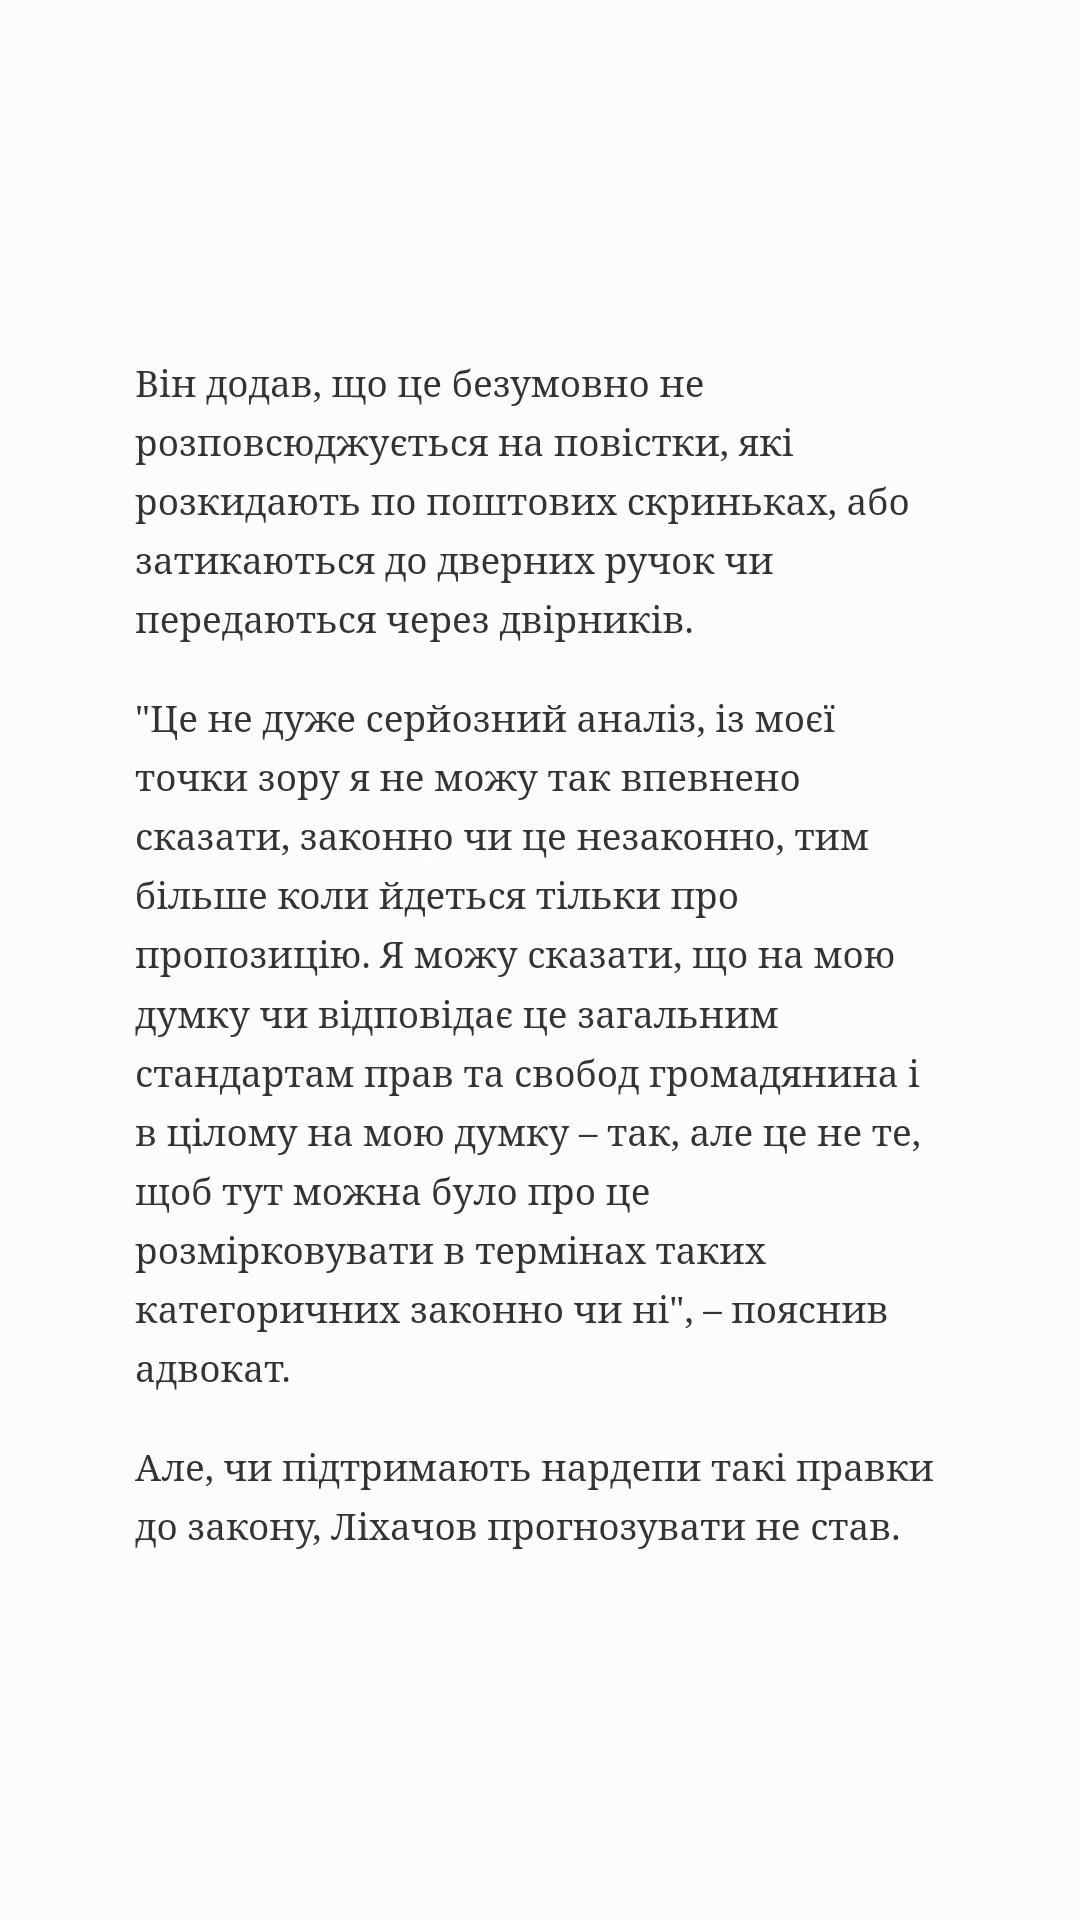 Він додав, що це безумовно не
розповсюджується на повістки, які
розкидають по поштових скриньках, або
затикаються до дверних ручок чи
передаються через двірників.
"Це не дуже серйозний аналіз, із моєї
точки зору я не можу так впевнено
сказати, законно чи це незаконно, тим
більше коли йдеться тільки про
пропозицію. Я можу сказати, що на мою
думку чи відповідає це загальним
стандартам прав та свобод громадянина і
в цілому на мою думку – так, але це не те,
щоб тут можна було про це
розмірковувати в термінах таких
категоричних законно чи ні", – пояснив
адвокат.
Але, чи підтримають нардепи такі правки
до закону, Ліхачов прогнозувати не став.